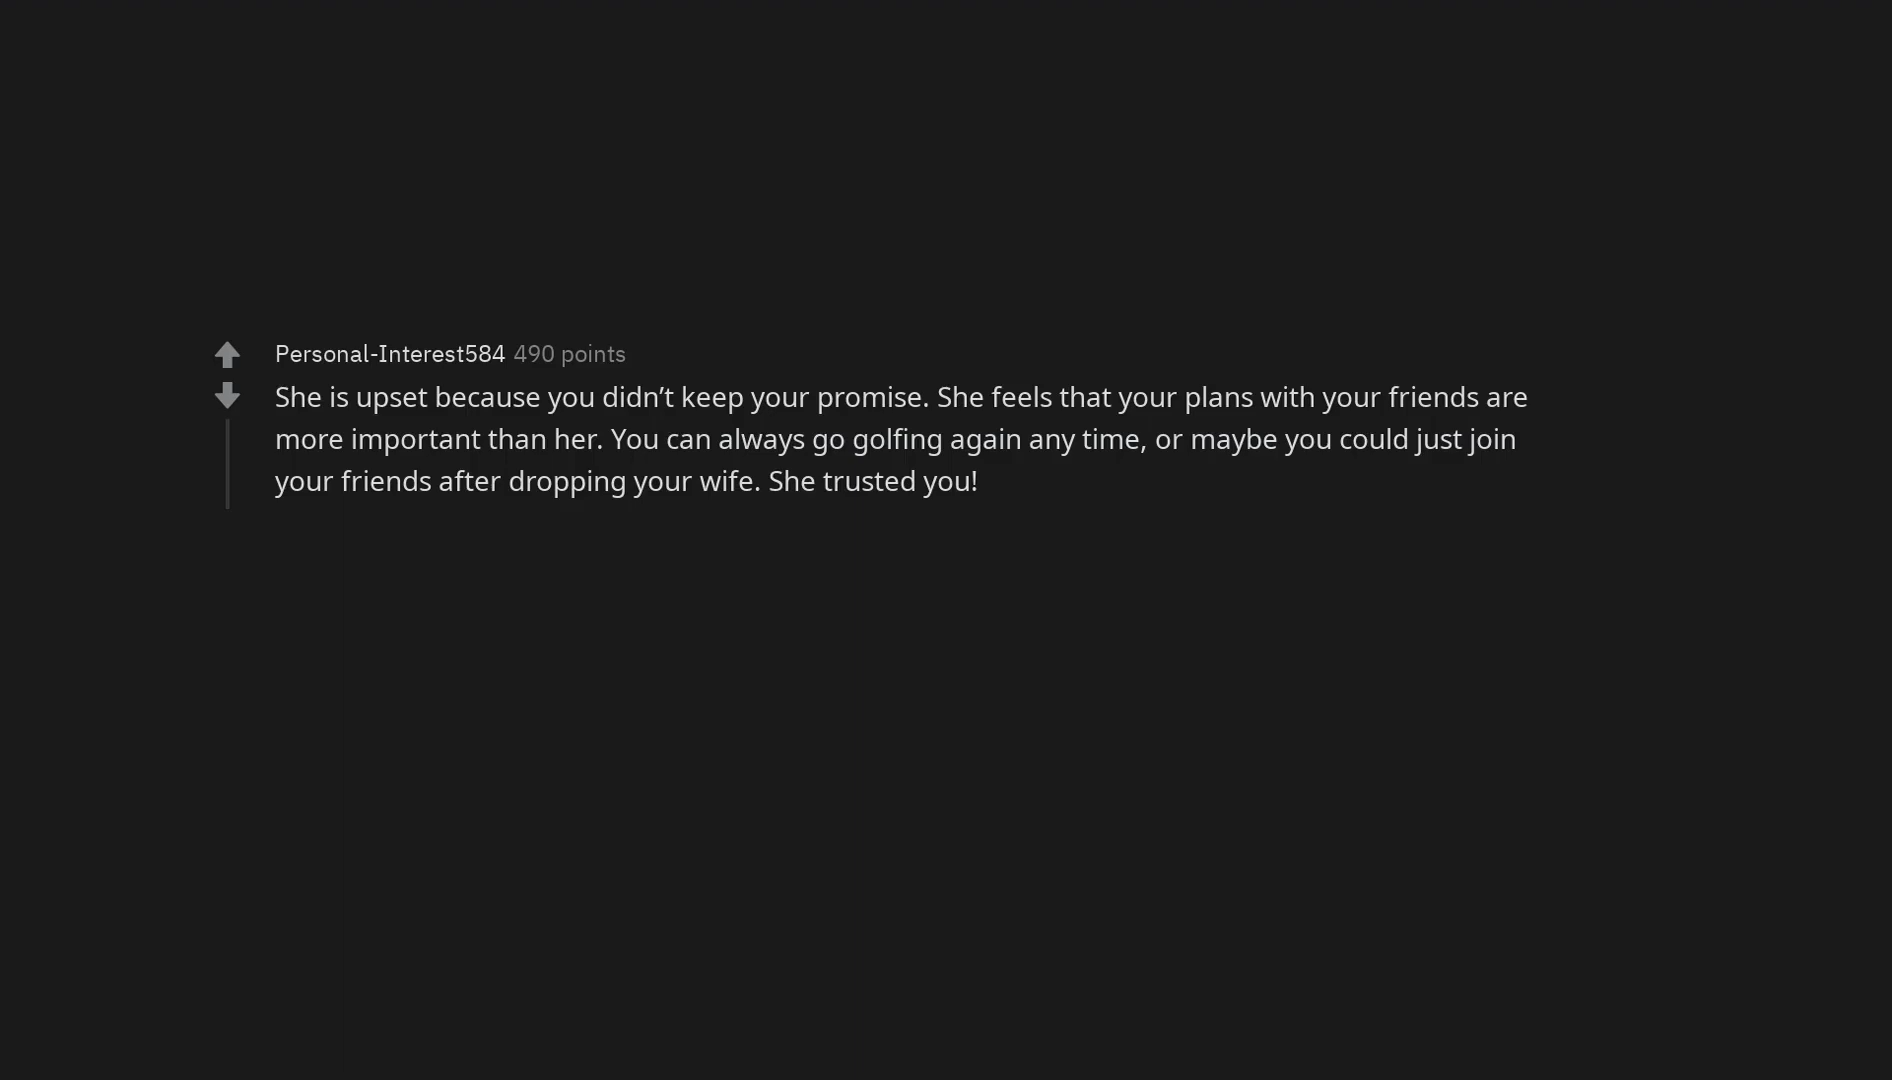 Personal-Interest584 490 points
She is upset because you didn’t keep your promise. She feels that your plans with your friends are
more important than her. You can always go golfing again any time, or maybe you could just join
your friends after dropping your wife. She trusted you!